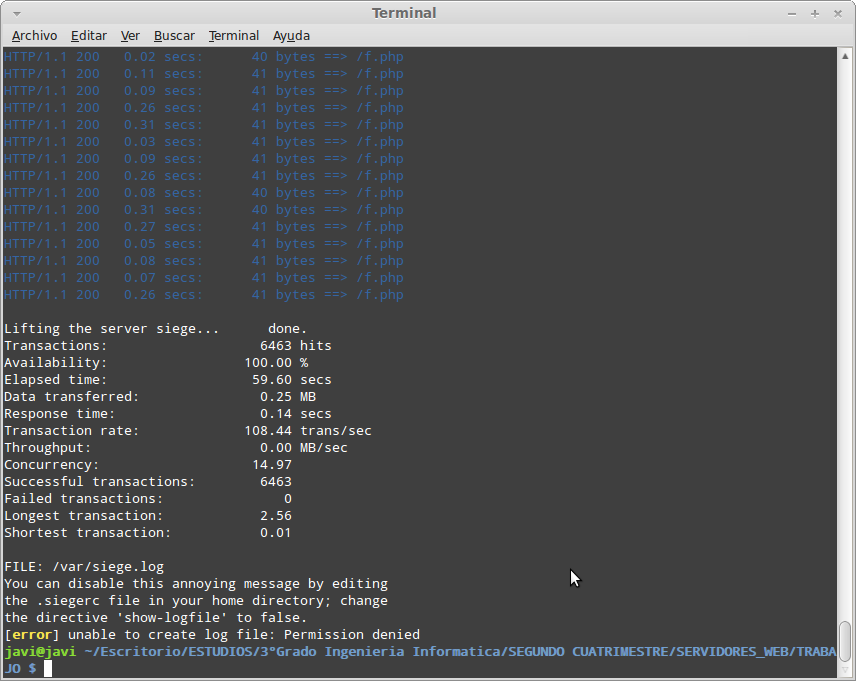 Terminal
Archivo Editar Ver Buscar Terminal Ayuda
HTTP/1.1 200   0.02 secs:      40 bytes ==> /f.php
HTTP/1.1 200   0.11 secs:      41 bytes ==> /f.php
HTTP/1.1 200   0.09 secs:      41 bytes ==> /f.php
HTTP/1.1 200   0.26 secs:      41 bytes ==> /f.php
HTTP/1.1 200   0.31 secs:      41 bytes ==> /f.php
HTTP/1.1 200   0.03 secs:      41 bytes ==> /f.php
HTTP/1.1 200   0.09 secs:      41 bytes ==> /f.php
HTTP/1.1 200   0.26 secs:      41 bytes ==> /f.php
HTTP/1.1 200   0.08 secs:      40 bytes ==> /f.php
HTTP/1.1 200   0.31 secs:      40 bytes ==> /f.php
HTTP/1.1 200   0.27 secs:      41 bytes ==> /f.php
HTTP/1.1 200   0.05 secs:      41 bytes ==> /f.php
HTTP/1.1 200   0.08 secs:      41 bytes ==> /f.php
HTTP/1.1 200   0.07 secs:      41 bytes ==> /f.php
HTTP/1.1 200   0.26 secs:      41 bytes ==> /f.php
Lifting the server siege...      done.
Transactions:                   6463 hits
Availability:                 100.00 %
Elapsed time:                  59.60 secs
Data transferred:               0.25 MB
Response time:                  0.14 secs
Transaction rate:             108.44 trans/sec
Throughput:                     0.00 MB/sec
Concurrency:                   14.97
Successful transactions:        6463
Failed transactions:               0
Longest transaction:            2.56
Shortest transaction:           0.01
FILE: /var/siege.log
You can disable this annoying message by editing
the .siegerc file in your home directory; change
the directive 'show-logfile' to false.
[error] unable to create log file: Permission denied
javi@javi ~/Escritorio/ESTUDIOS/3°Grado Ingenieria Informatica/SEGUNDO CUATRIMESTRE/SERVIDORES_WEB/TRABA
JO $